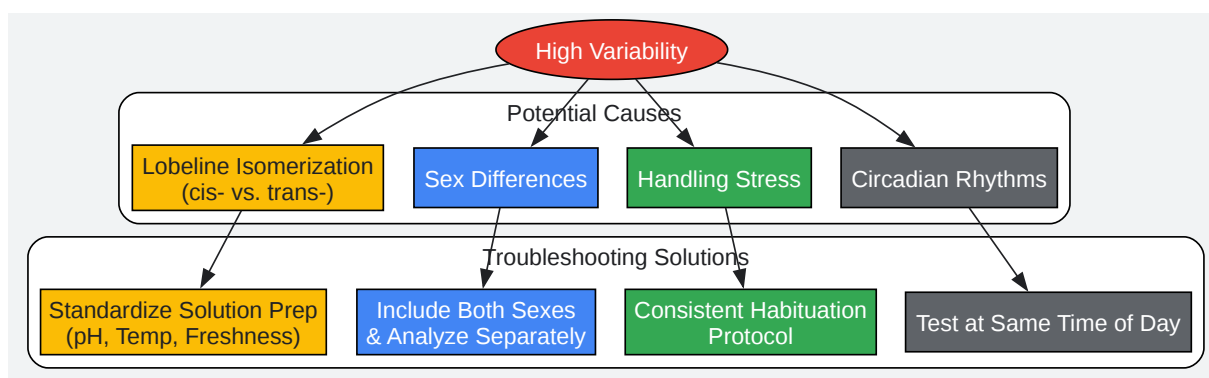 High Variability
Potential Causes
Lobeline Isomerization
(cis- vs. trans-)
Sex Differences
Handling Stress
Circadian Rhythms
Troubleshooting Solutions
Standardize Solution Prep
(pH, Temp, Freshness)
Include Both Sexes
& Analyze Separately
Consistent Habituation
Protocol
Test at Same Time of Day